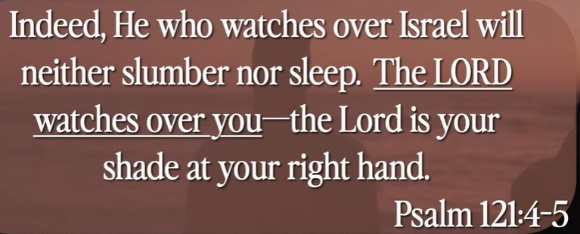 Indeed, He who watches over Israel will
neither slumber nor sleep. The LORD
watches over you—the Lord is your
shade at your right hand.
Psalm 121:4-5